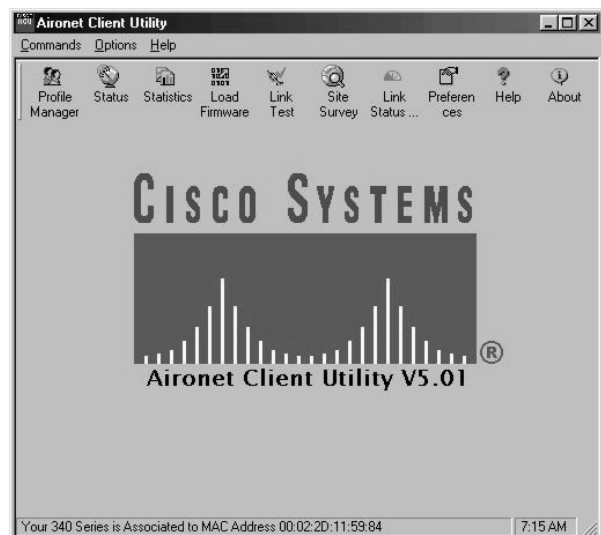 Aironet Client Utility
Commands Options Help
Profile Manager Status Statistics Load Firmware Link Test Site Survey Link Status ... Preferen ces Help About
CISCO SYSTEMS
®
Aironet Client Utility V5.01
Your 340 Series is Associated to MAC Address 00:02:2D:11:59:84 7:15 AM